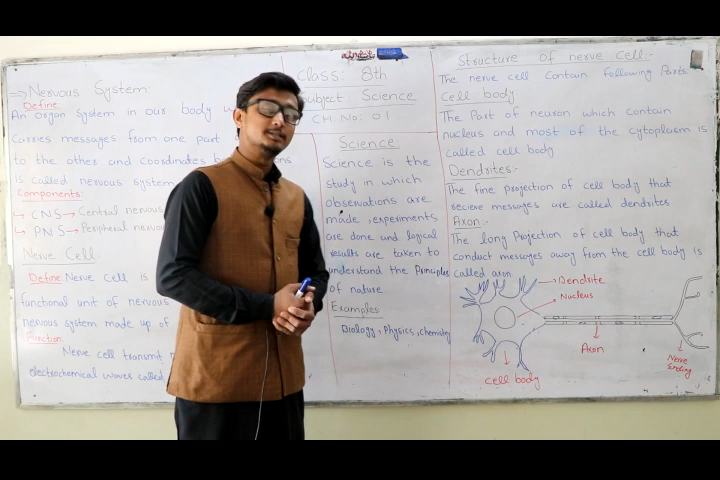 → Nervous System:
Define
An organ System in our body
Carries messages from one part
to the other and coordinates
is called nervous system
Components:
→ CNS → Central nervous
→ PNS → Peripheral nervou
Nerve Cell
Define: Nerve Cell is
functional unit of nervous
nervous system made up of
Function
Nerve cell transmit
electrochemical waves called
Class: 8th
Subject Science
CH No: 01
Science:
Science is the
study in which
observations are
made, experiments
are done and logical
results are taken to
understand the Principles
of nature
Examples
Biology, Physics, chemistry
Structure of nerve Cell:-
The nerve cell contain following Parts.
Cell body
The Part of neuron which contain
nucleus and most of the cytoplasm is
called cell body
Dendrites:
The fine projection of cell body that
recieve messages are called dendrites
Axon:-
The long Projection of cell body that
conduct messages away from the cell body is
called axon
→ Dendrite
→ Nucleus
Axon
Nerve
Ending
Cell body